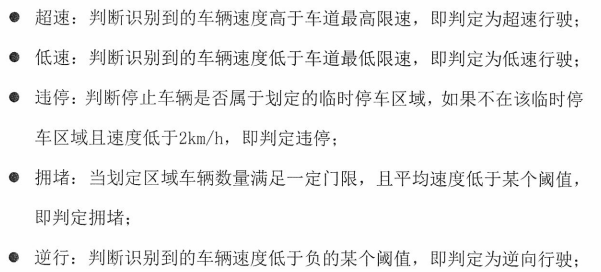 ● 超速：判断识别到的车辆速度高于车道最高限速，即判定为超速行驶；
● 低速：判断识别到的车辆速度低于车道最低限速，即判定为低速行驶；
● 违停：判断停止车辆是否属于划定的临时停车区域，如果不在该临时停
车区域且速度低于2km/h，即判定违停；
● 拥堵：当划定区域车辆数量满足一定门限，且平均速度低于某个阈值，
即判定拥堵；
● 逆行：判断识别到的车辆速度低于负的某个阈值，即判定为逆向行驶；